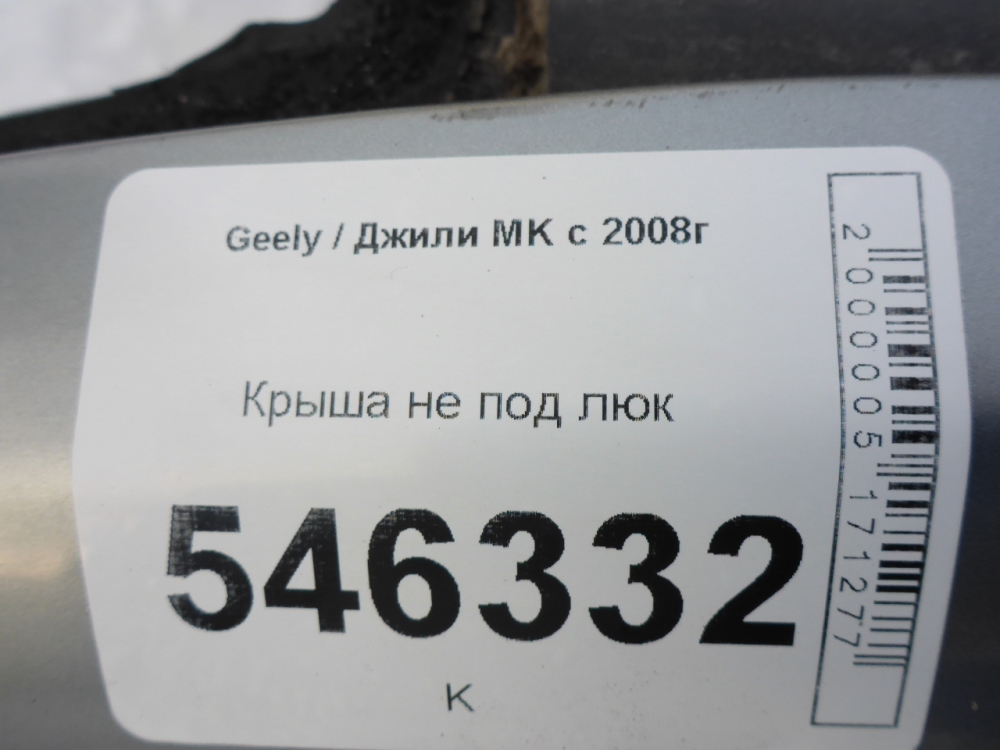 Geely / Джили МК с 2008г
Крыша не под люк
546332
К
2000005171277